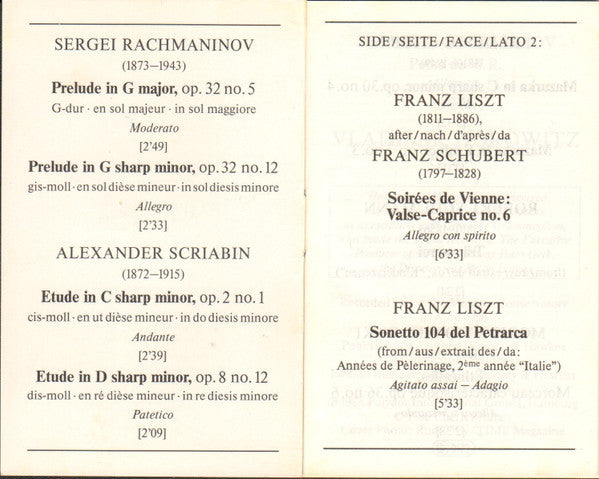 SERGEI RACHMANINOV
(1873–1943)
Prelude in G major, op. 32 no. 5
G-dur · en sol majeur · in sol maggiore
Moderato
[2'49]
Prelude in G sharp minor, op. 32 no. 12
gis-moll · en sol dièse mineur · in sol diesis minore
Allegro
[2'33]
ALEXANDER SCRIABIN
(1872–1915)
Etude in C sharp minor, op. 2 no. 1
cis-moll · en ut dièse mineur · in do diesis minore
Andante
[2'39]
Etude in D sharp minor, op. 8 no. 12
dis-moll · en ré dièse mineur · in re diesis minore
Patetico
[2'09]
SIDE/SEITE/FACE/LATO 2:
FRANZ LISZT
(1811–1886),
after/nach/d'après/da
FRANZ SCHUBERT
(1797–1828)
Soirées de Vienne:
Valse-Caprice no. 6
Allegro con spirito
[6'33]
FRANZ LISZT
Sonetto 104 del Petrarca
(from/aus/extrait des/da:
Années de Pèlerinage, 2ème année "Italie")
Agitato assai – Adagio
[5'33]